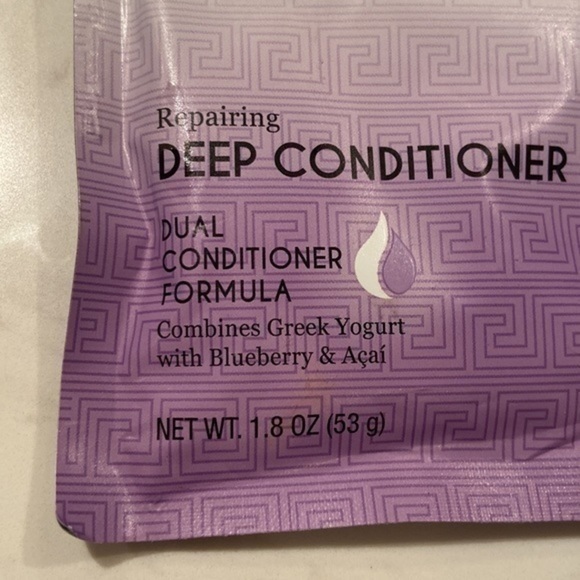 Repairing
DEEP CONDITIONER
DUAL
CONDITIONER
FORMULA
Combines Greek Yogurt
with Blueberry & Açaí
NET WT. 1.8 OZ (53 g)